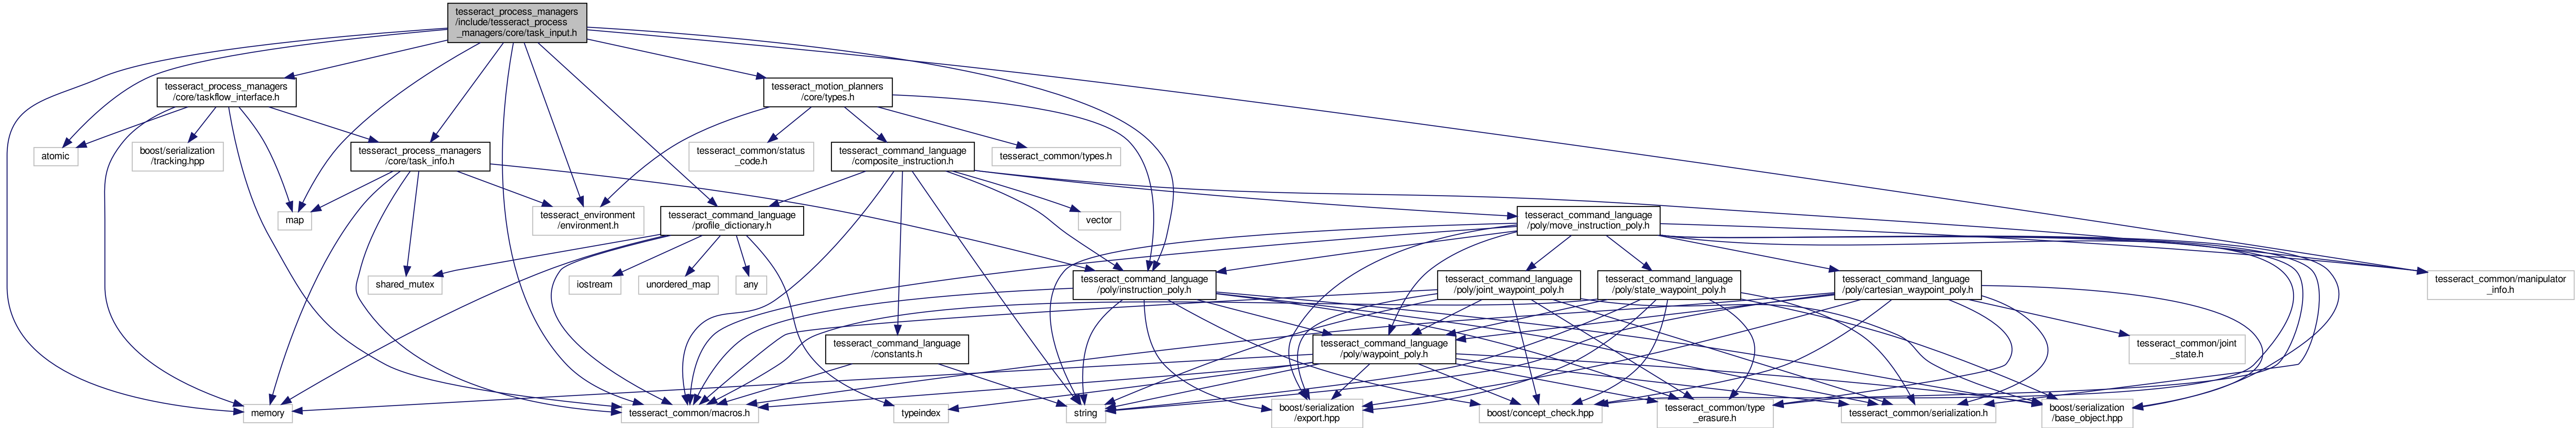 tesseract_process_managers
/include/tesseract_process
_managers/core/task_input.h
tesseract_process_managers
/core/taskflow_interface.h
tesseract_motion_planners
/core/types.h
atomic
boost/serialization
/tracking.hpp
tesseract_process_managers
/core/task_info.h
tesseract_common/status
_code.h
tesseract_command_language
/composite_instruction.h
tesseract_common/types.h
map
tesseract_environment
/environment.h
tesseract_command_language
/profile_dictionary.h
vector
tesseract_command_language
/poly/move_instruction_poly.h
shared_mutex
iostream
unordered_map
any
tesseract_command_language
/poly/instruction_poly.h
tesseract_command_language
/poly/joint_waypoint_poly.h
tesseract_command_language
/poly/state_waypoint_poly.h
tesseract_command_language
/poly/cartesian_waypoint_poly.h
tesseract_common/manipulator
_info.h
tesseract_command_language
/constants.h
tesseract_command_language
/poly/waypoint_poly.h
tesseract_common/joint
_state.h
memory
tesseract_common/macros.h
typeindex
string
boost/serialization
/export.hpp
boost/concept_check.hpp
tesseract_common/type
_erasure.h
tesseract_common/serialization.h
boost/serialization
/base_object.hpp